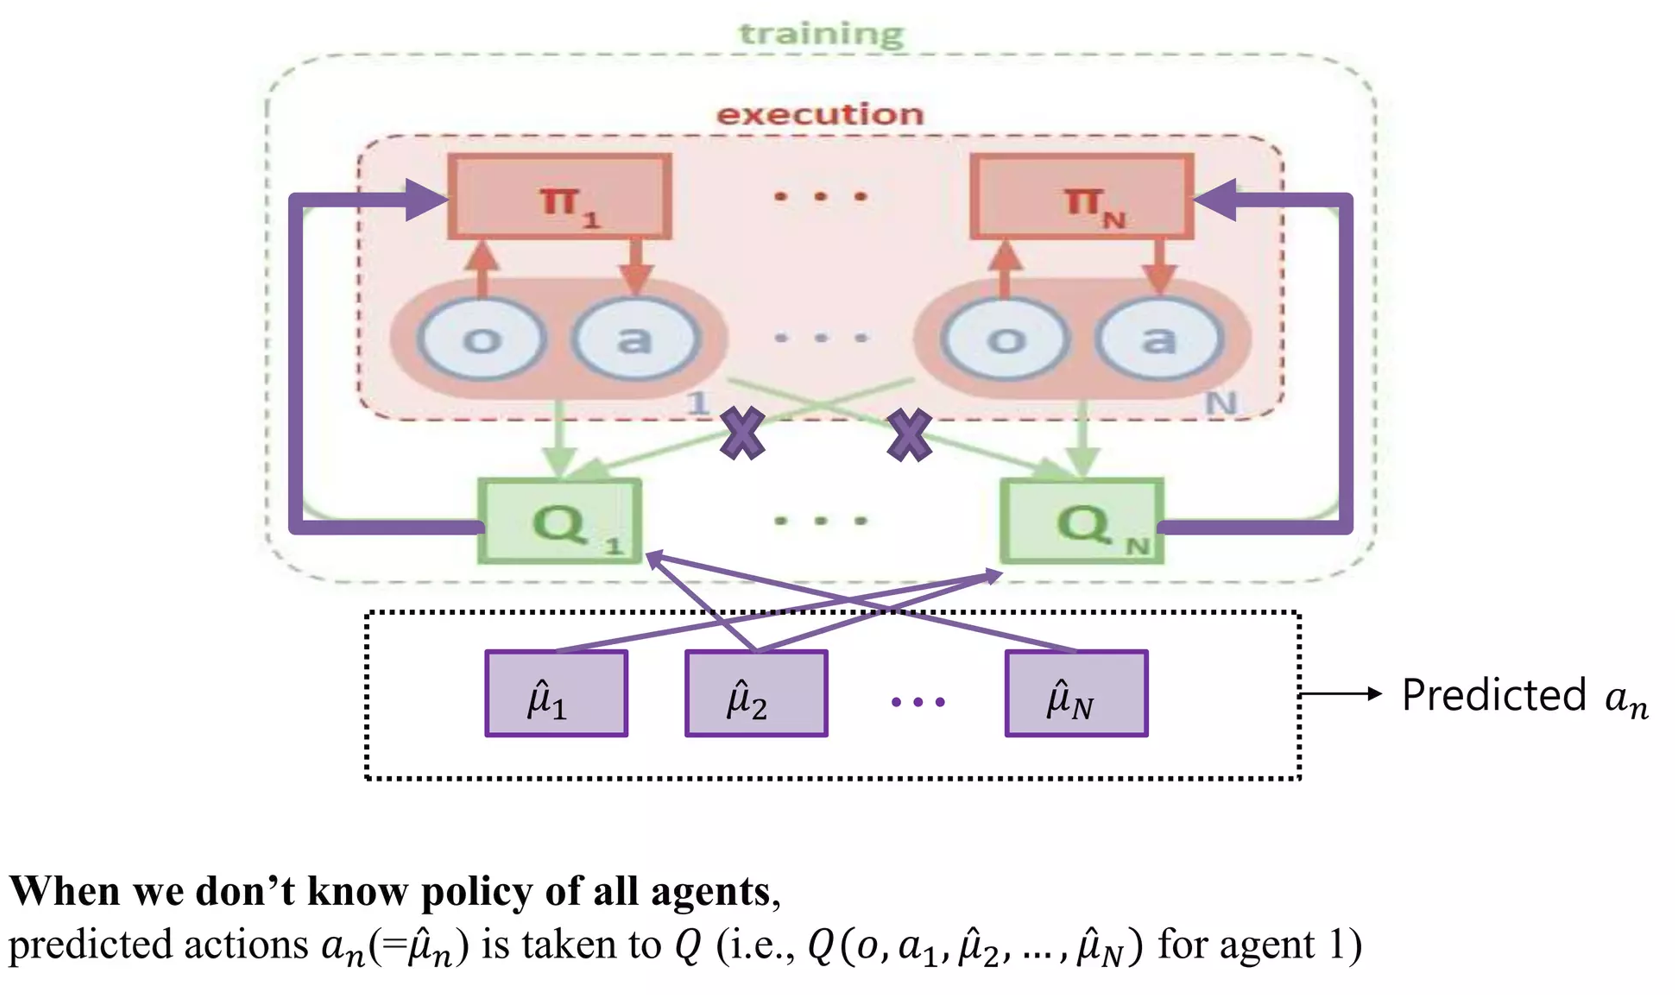 training
execution
π1 • • • πN
o a • • • o a
1 N
Q1 • • • QN
μ̂1 μ̂2 ••• μ̂N
Predicted aₙ
When we don’t know policy of all agents,
predicted actions aₙ(=μ̂ₙ) is taken to Q (i.e., Q(o, a₁, μ̂₂, … , μ̂_N) for agent 1)